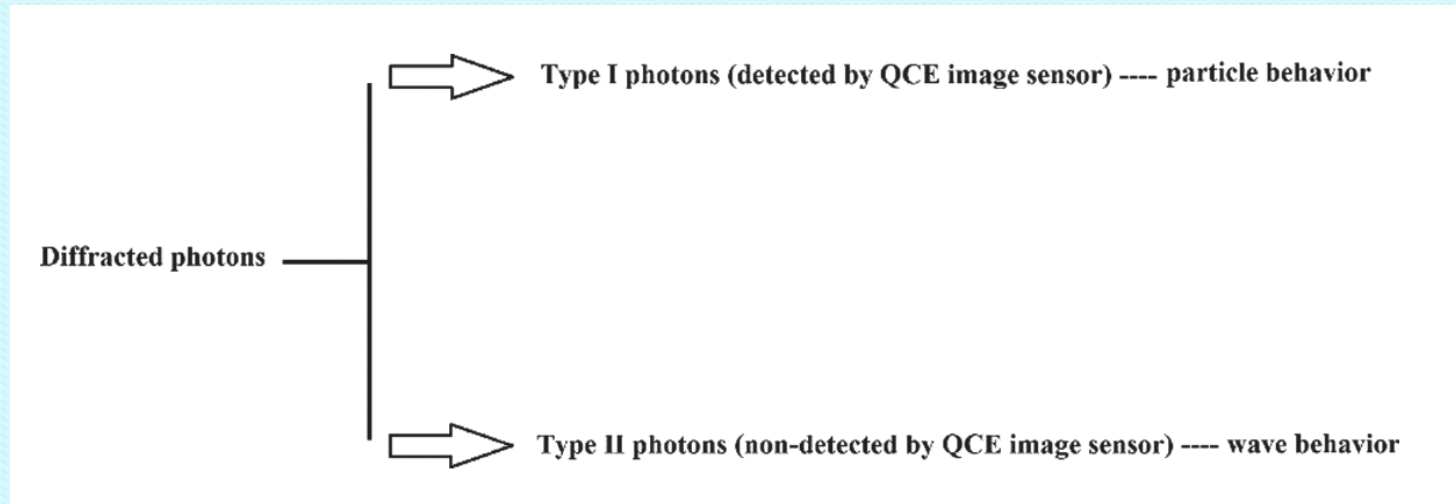 Type I photons (detected by QCE image sensor) ---- particle behavior
Diffracted photons
Type II photons (non-detected by QCE image sensor) ---- wave behavior